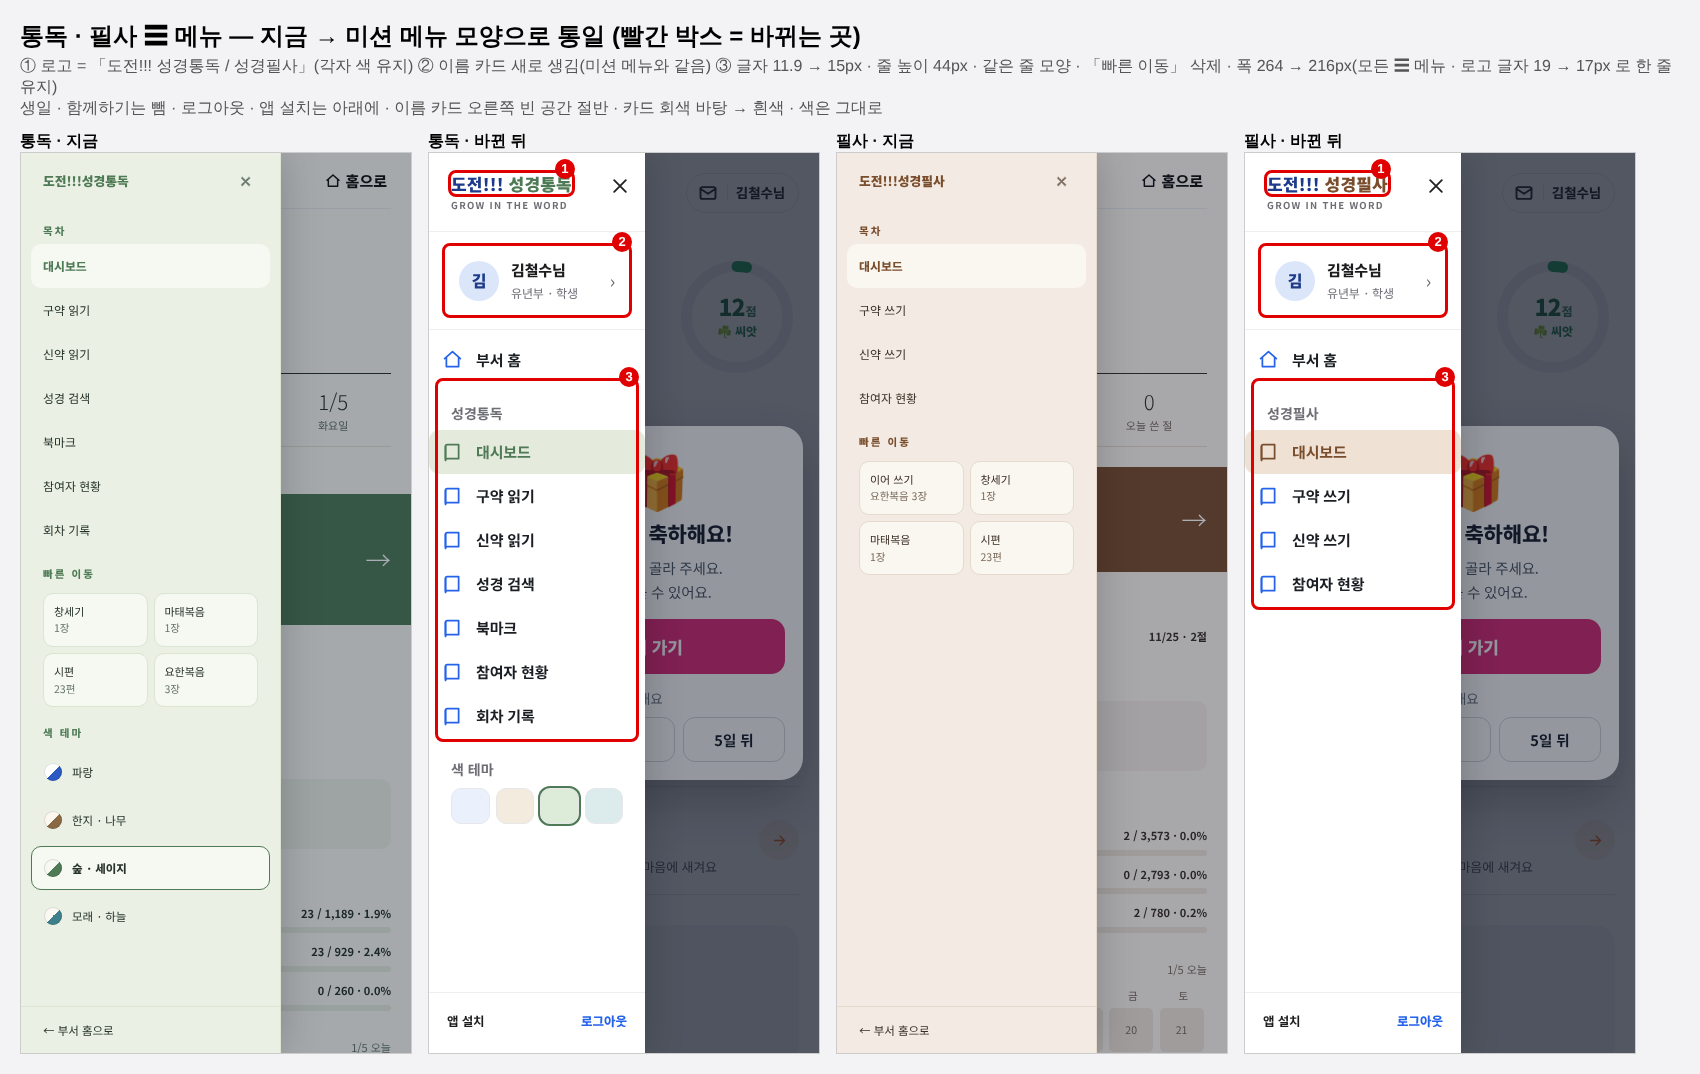 통독 · 필사 ☰ 메뉴 — 지금 → 미션 메뉴 모양으로 통일 (빨간 박스 = 바뀌는 곳)
① 로고 = 「도전!!! 성경통독 / 성경필사」(각자 색 유지) ② 이름 카드 새로 생김(미션 메뉴와 같음) ③ 글자 11.9 → 15px · 줄 높이 44px · 같은 줄 모양 · 「빠른 이동」 삭제 · 폭 264 → 216px(모든 ☰ 메뉴 · 로고 글자 19 → 17px 로 한 줄
유지)
생일 · 함께하기는 뺌 · 로그아웃 · 앱 설치는 아래에 · 이름 카드 오른쪽 빈 공간 절반 · 카드 회색 바탕 → 흰색 · 색은 그대로
통독 · 지금
도전!!!성경통독
×
홈으로
목차
대시보드
구약 읽기
신약 읽기
성경 검색
북마크
참여자 현황
회차 기록
빠른 이동
창세기
1장
마태복음
1장
시편
23편
요한복음
3장
색 테마
파랑
한지 · 나무
숲 · 세이지
모래 · 하늘
← 부서 홈으로
1/5
화요일
→
23 / 1,189 · 1.9%
23 / 929 · 2.4%
0 / 260 · 0.0%
1/5 오늘
통독 · 바뀐 뒤
1
도전!!! 성경통독
GROW IN THE WORD
2
김
김철수님
유년부 · 학생
›
부서 홈
3
성경통독
대시보드
구약 읽기
신약 읽기
성경 검색
북마크
참여자 현황
회차 기록
색 테마
앱 설치
로그아웃
김철수님
12점
씨앗
축하해요!
골라 주세요.
수 있어요.
가기
해요
5일 뒤
→
마음에 새겨요
필사 · 지금
도전!!!성경필사
×
홈으로
목차
대시보드
구약 쓰기
신약 쓰기
참여자 현황
빠른 이동
이어 쓰기
요한복음 3장
창세기
1장
마태복음
1장
시편
23편
← 부서 홈으로
0
오늘 쓴 절
→
11/25 · 2절
2 / 3,573 · 0.0%
0 / 2,793 · 0.0%
2 / 780 · 0.2%
1/5 오늘
금
토
20
21
필사 · 바뀐 뒤
1
도전!!! 성경필사
GROW IN THE WORD
2
김
김철수님
유년부 · 학생
›
부서 홈
3
성경필사
대시보드
구약 쓰기
신약 쓰기
참여자 현황
앱 설치
로그아웃
김철수님
12점
씨앗
축하해요!
골라 주세요.
수 있어요.
가기
해요
5일 뒤
→
마음에 새겨요